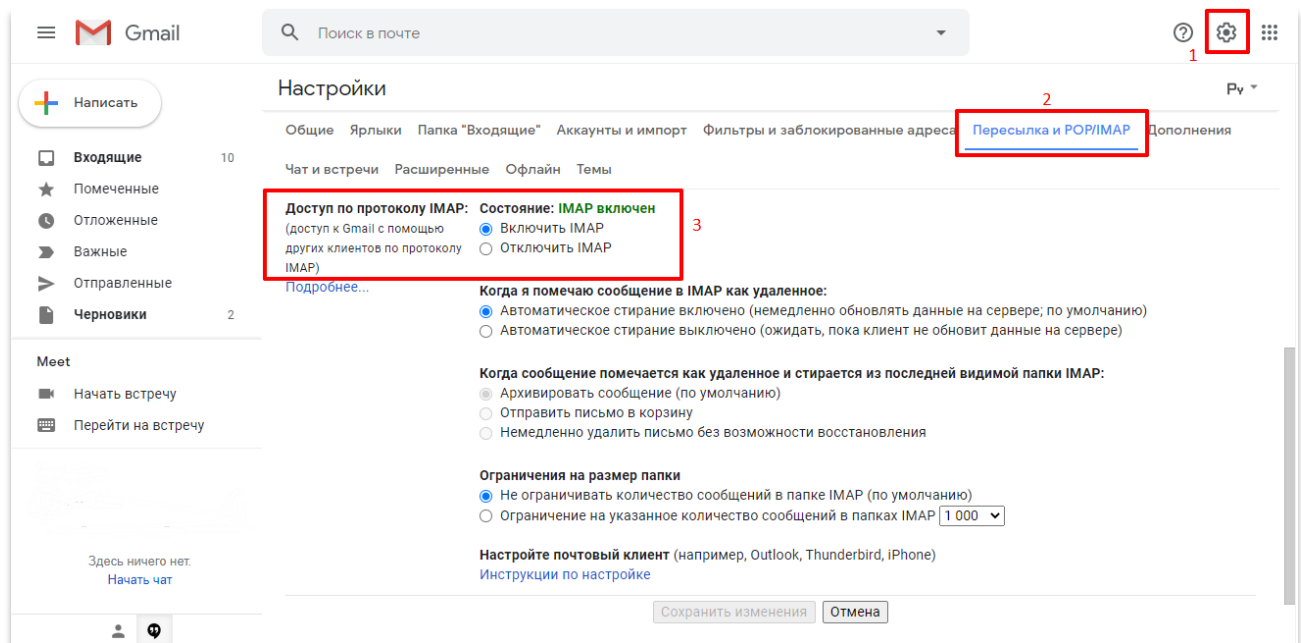 Gmail
Поиск в почте
1
Написать
Настройки
Ру
2
Общие Ярлыки Папка "Входящие" Аккаунты и импорт Фильтры и заблокированные адреса Пересылка и POP/IMAP Дополнения
Чат и встречи Расширенные Офлайн Темы
Входящие 10
Помеченные
Отложенные
Важные
Отправленные
Черновики 2
Meet
Начать встречу
Перейти на встречу
Здесь ничего нет.
Начать чат
Доступ по протоколу IMAP:
(доступ к Gmail с помощью
других клиентов по протоколу
IMAP)
Подробнее...
Состояние: IMAP включен
Включить IMAP
Отключить IMAP
3
Когда я помечаю сообщение в IMAP как удаленное:
Автоматическое стирание включено (немедленно обновлять данные на сервере; по умолчанию)
Автоматическое стирание выключено (ожидать, пока клиент не обновит данные на сервере)
Когда сообщение помечается как удаленное и стирается из последней видимой папки IMAP:
Архивировать сообщение (по умолчанию)
Отправить письмо в корзину
Немедленно удалить письмо без возможности восстановления
Ограничения на размер папки
Не ограничивать количество сообщений в папке IMAP (по умолчанию)
Ограничение на указанное количество сообщений в папках IMAP 1 000
Настройте почтовый клиент (например, Outlook, Thunderbird, iPhone)
Инструкции по настройке
Сохранить изменения Отмена